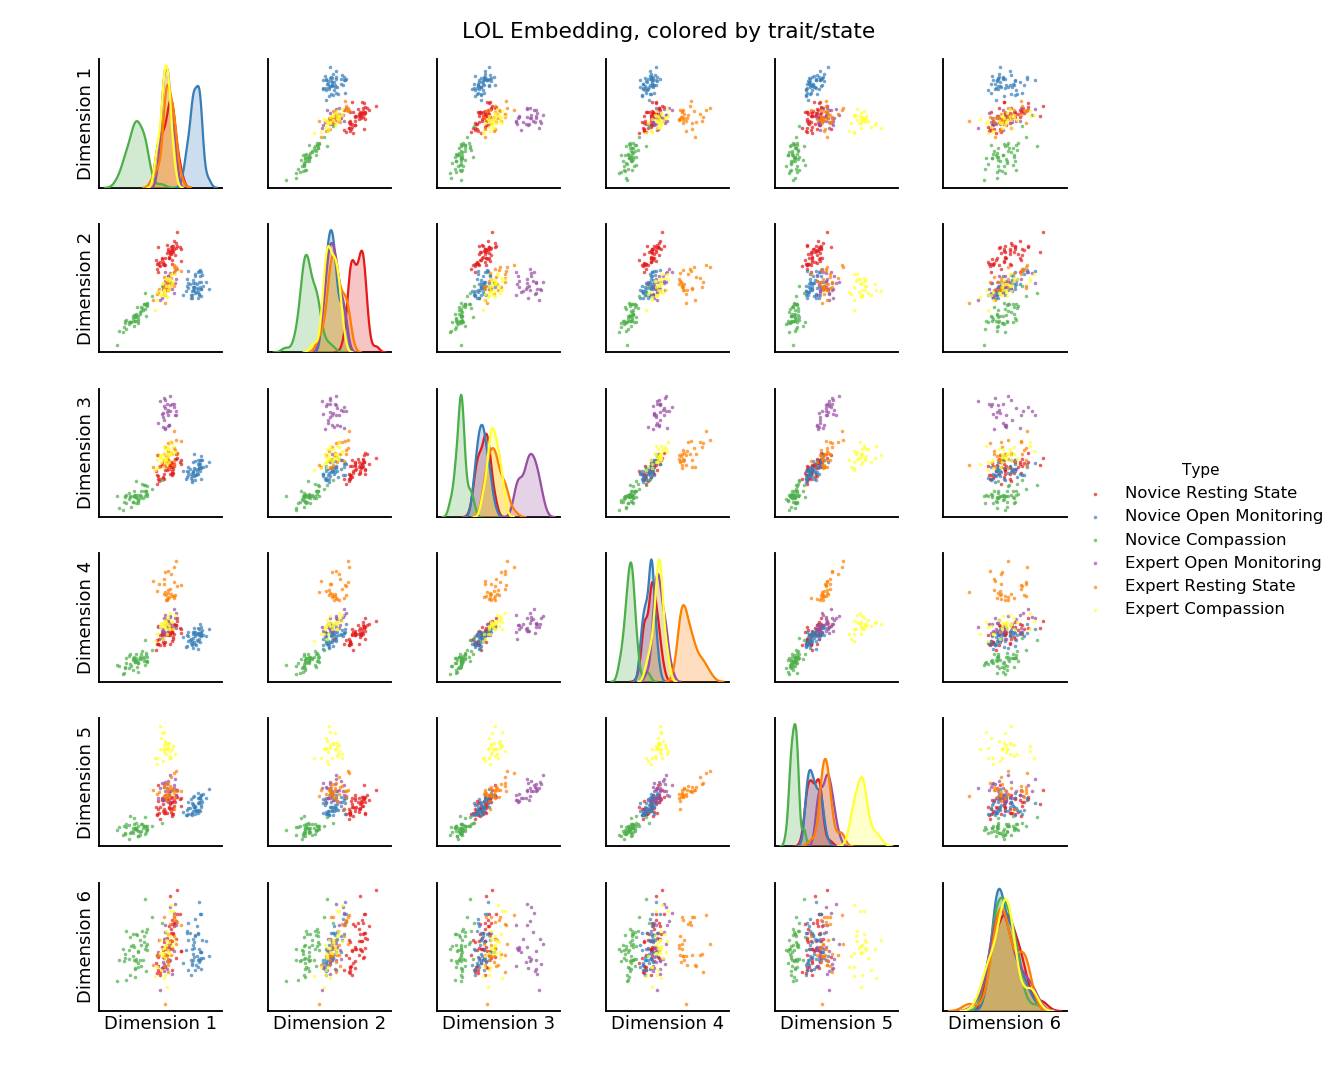 LOL Embedding, colored by trait/state
Dimension 1
Dimension 2
Dimension 3
Dimension 4
Dimension 5
Dimension 6
Type
Novice Resting State
Novice Open Monitoring
Novice Compassion
Expert Open Monitoring
Expert Resting State
Expert Compassion
Dimension 1
Dimension 2
Dimension 3
Dimension 4
Dimension 5
Dimension 6